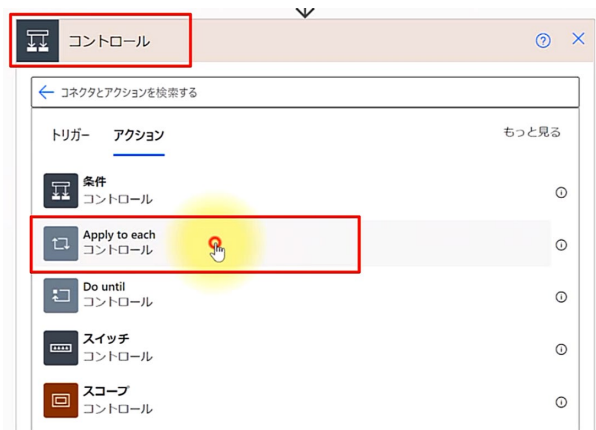 コントロール
コネクタとアクションを検索する
トリガー アクション もっと見る
条件
コントロール
Apply to each
コントロール
Do until
コントロール
スイッチ
コントロール
スコープ
コントロール